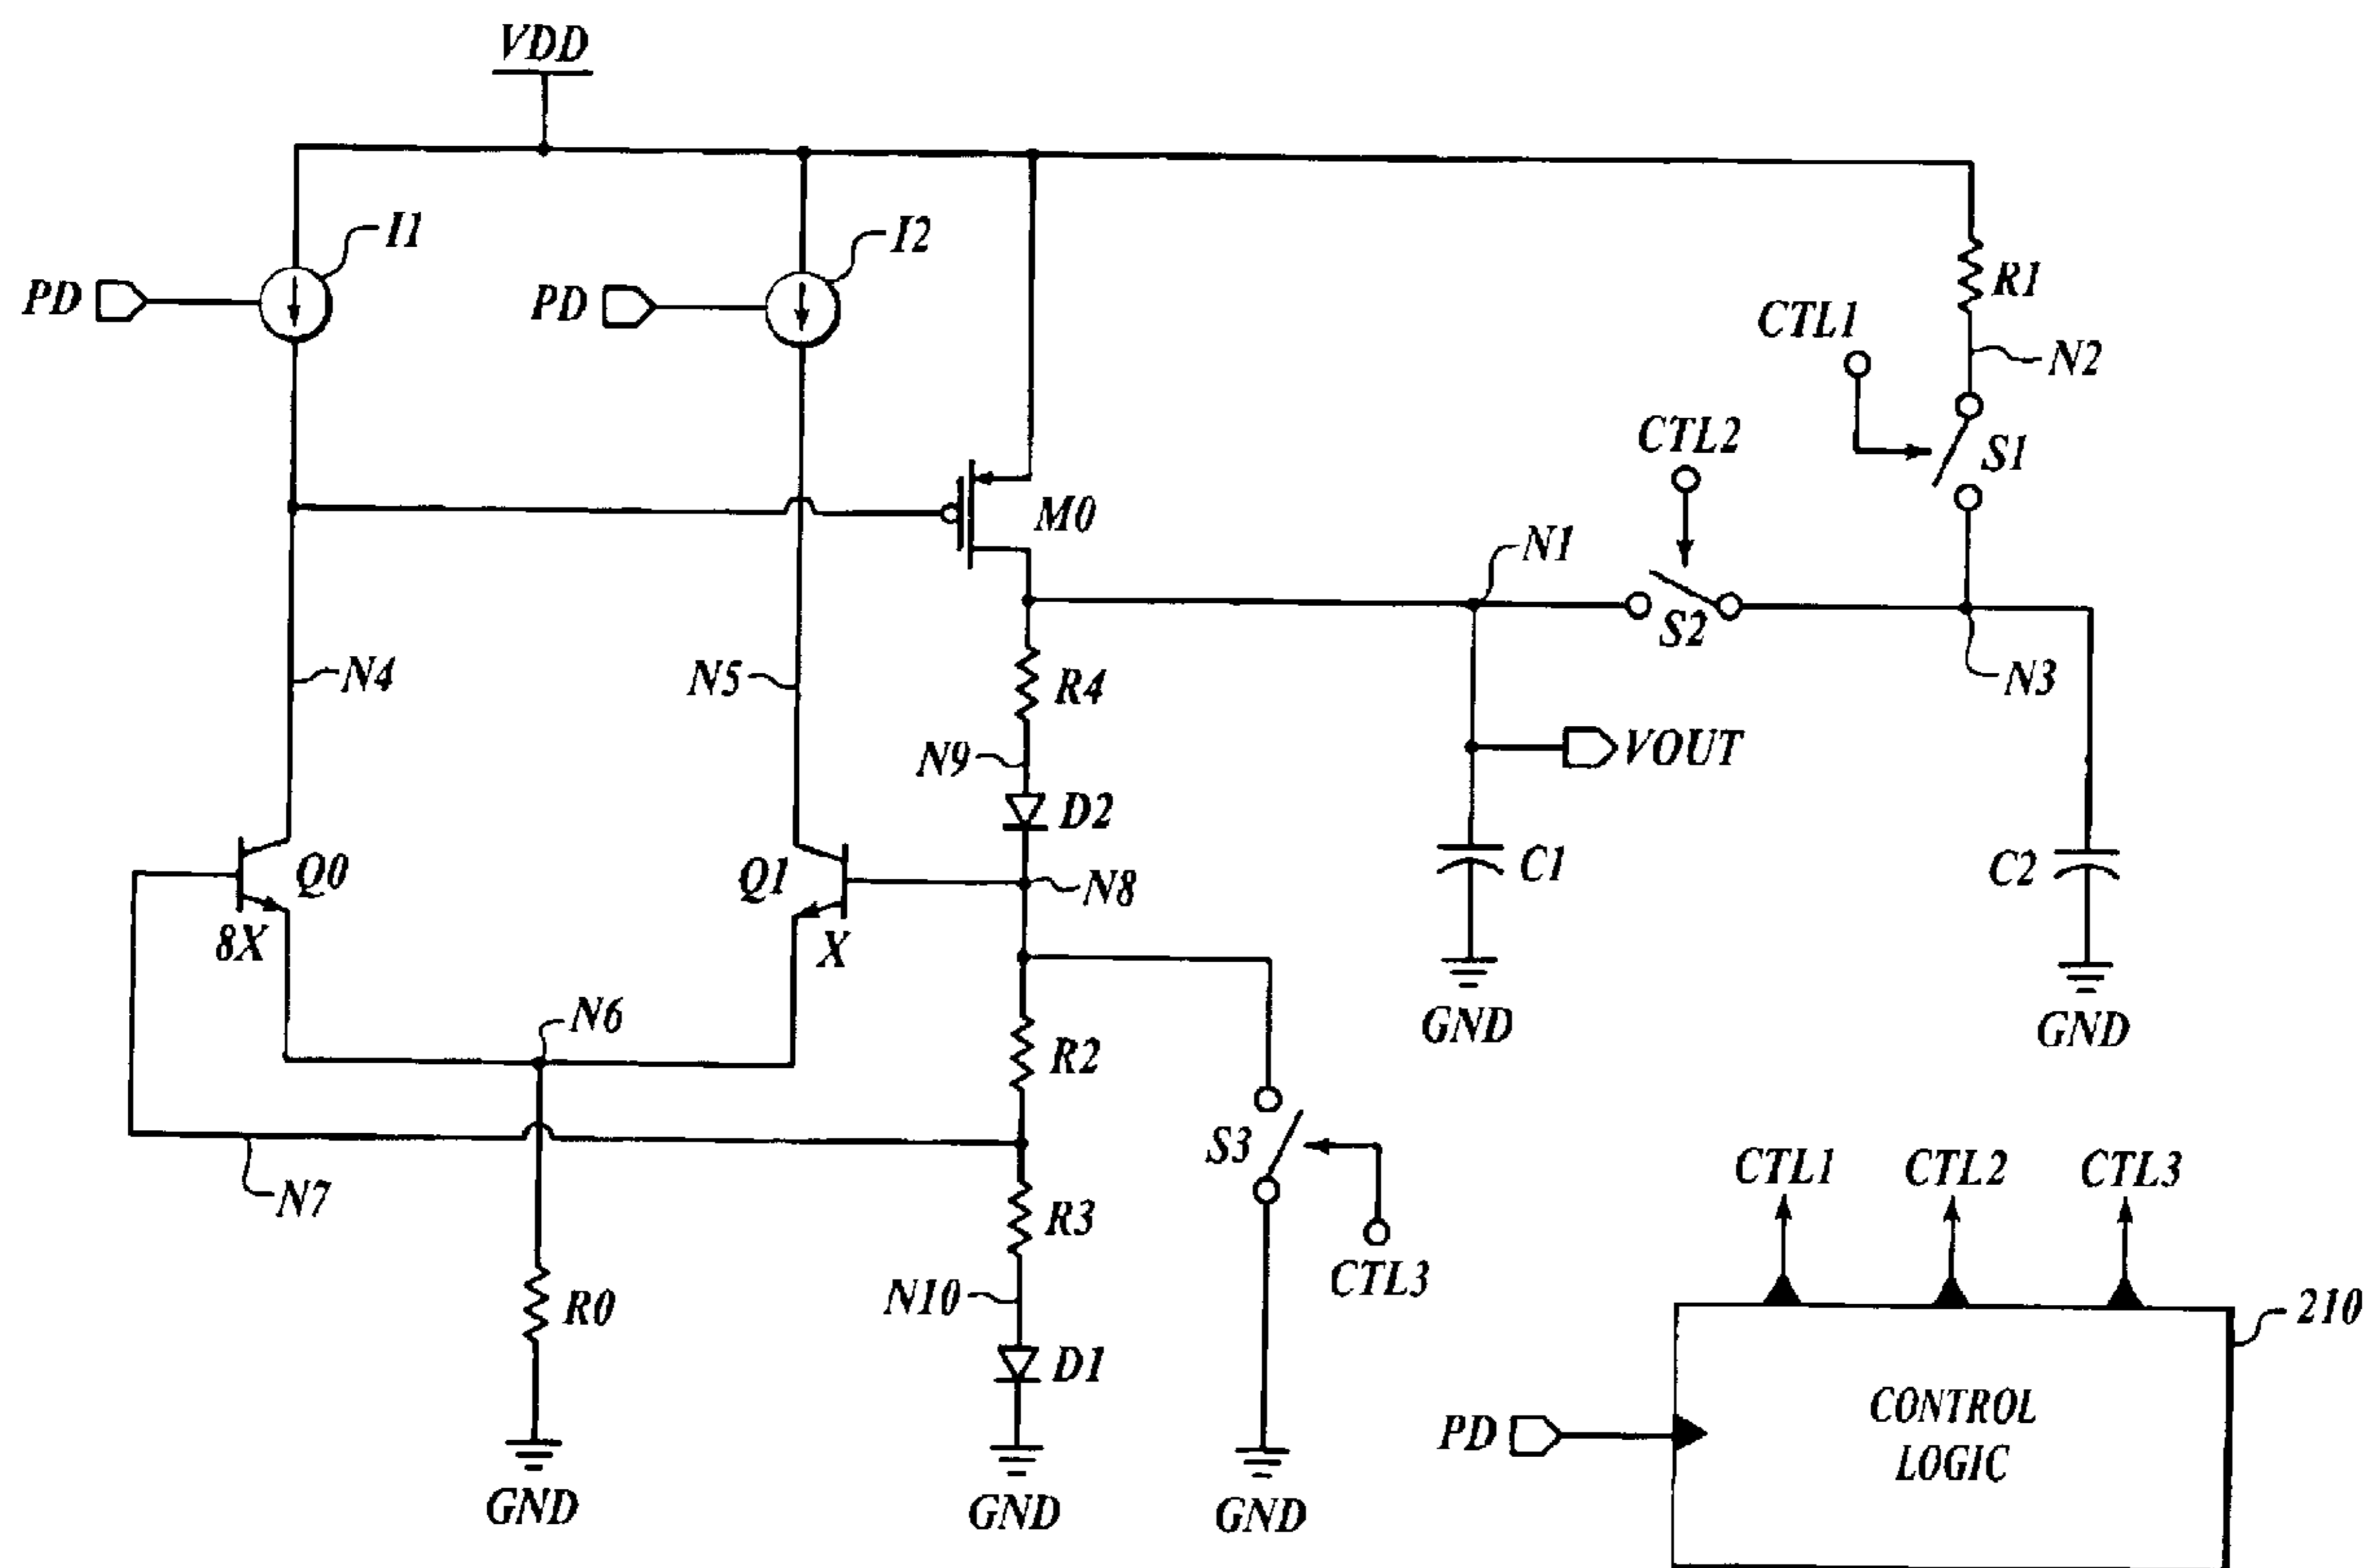 VDD
I1
I2
PD
PD
R1
CTL1
N2
CTL2
S1
M0
N1
S2
N4
N5
R4
N3
N9
VOUT
D2
Q0
Q1
N8
C1
C2
8X
X
N6
GND
GND
R2
S3
N7
R3
CTL1
CTL2
CTL3
CTL3
N10
R0
210
D1
CONTROL
LOGIC
PD
GND
GND
GND